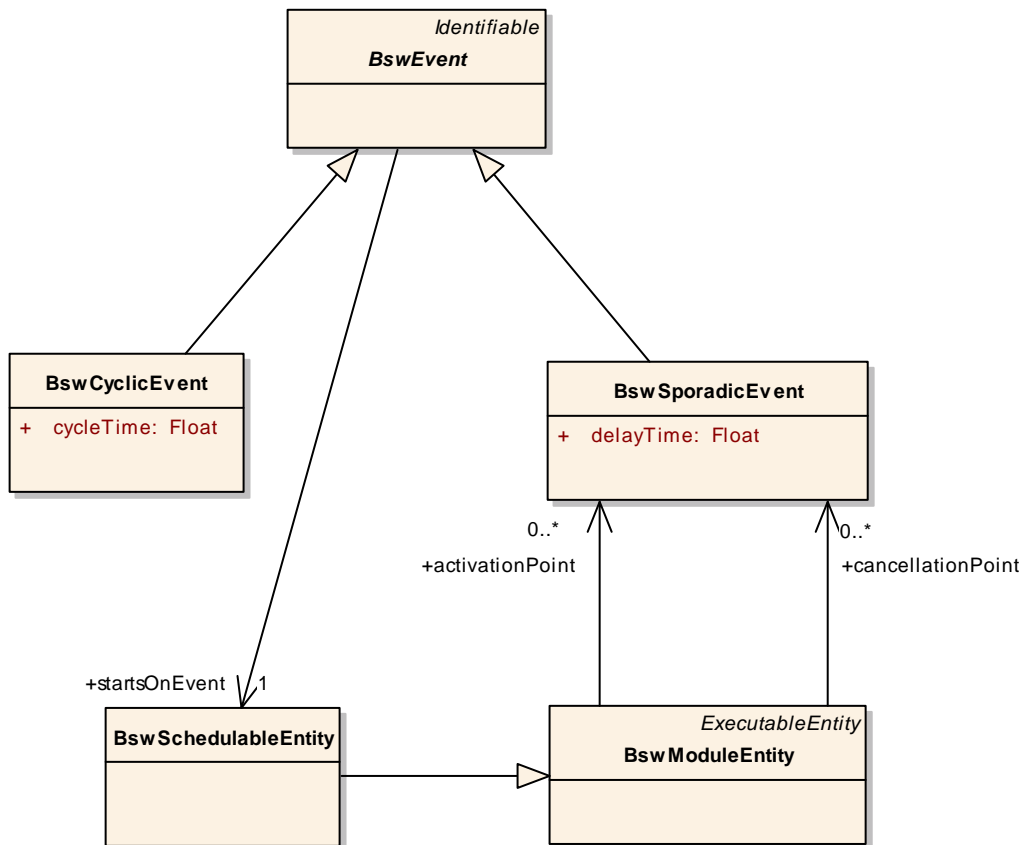 Identifiable
BswEvent
BswCyclicEvent
+ cycleTime: Float
BswSporadicEvent
+ delayTime: Float
0..*
0..*
+activationPoint
+cancellationPoint
+startsOnEvent
1
BswSchedulableEntity
ExecutableEntity
BswModuleEntity